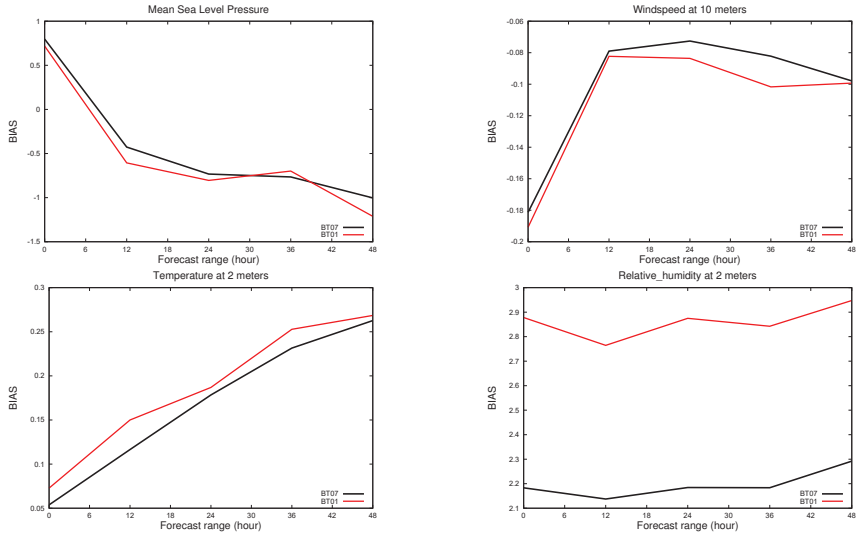 Mean Sea Level Pressure
1
0.5
0
-0.5
-1
-1.5
BIAS
0 6 12 18 24 30 36 42 48
Forecast range (hour)
BT07
BT01
Windspeed at 10 meters
-0.06
-0.08
-0.1
-0.12
-0.14
-0.16
-0.18
-0.2
BIAS
0 6 12 18 24 30 36 42 48
Forecast range (hour)
BT07
BT01
Temperature at 2 meters
0.3
0.25
0.2
0.15
0.1
0.05
BIAS
0 6 12 18 24 30 36 42 48
Forecast range (hour)
BT07
BT01
Relative_humidity at 2 meters
3
2.9
2.8
2.7
2.6
2.5
2.4
2.3
2.2
2.1
BIAS
0 6 12 18 24 30 36 42 48
Forecast range (hour)
BT07
BT01